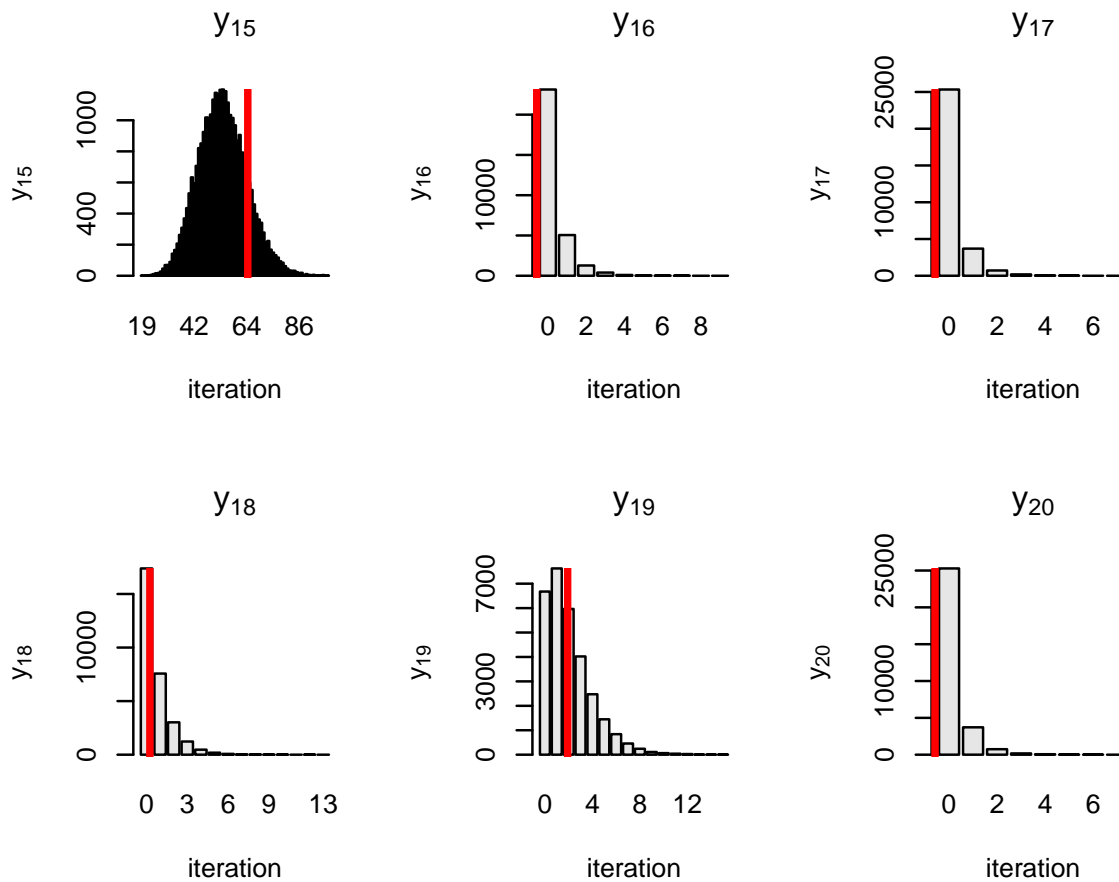 y15 y16 y17
y15
0 400 1000
19 42 64 86
iteration
y16
0 10000
0 2 4 6 8
iteration
y17
0 10000 25000
0 2 4 6
iteration
y18 y19 y20
y18
0 10000
0 3 6 9 13
iteration
y19
0 3000 7000
0 4 8 12
iteration
y20
0 10000 25000
0 2 4 6
iteration